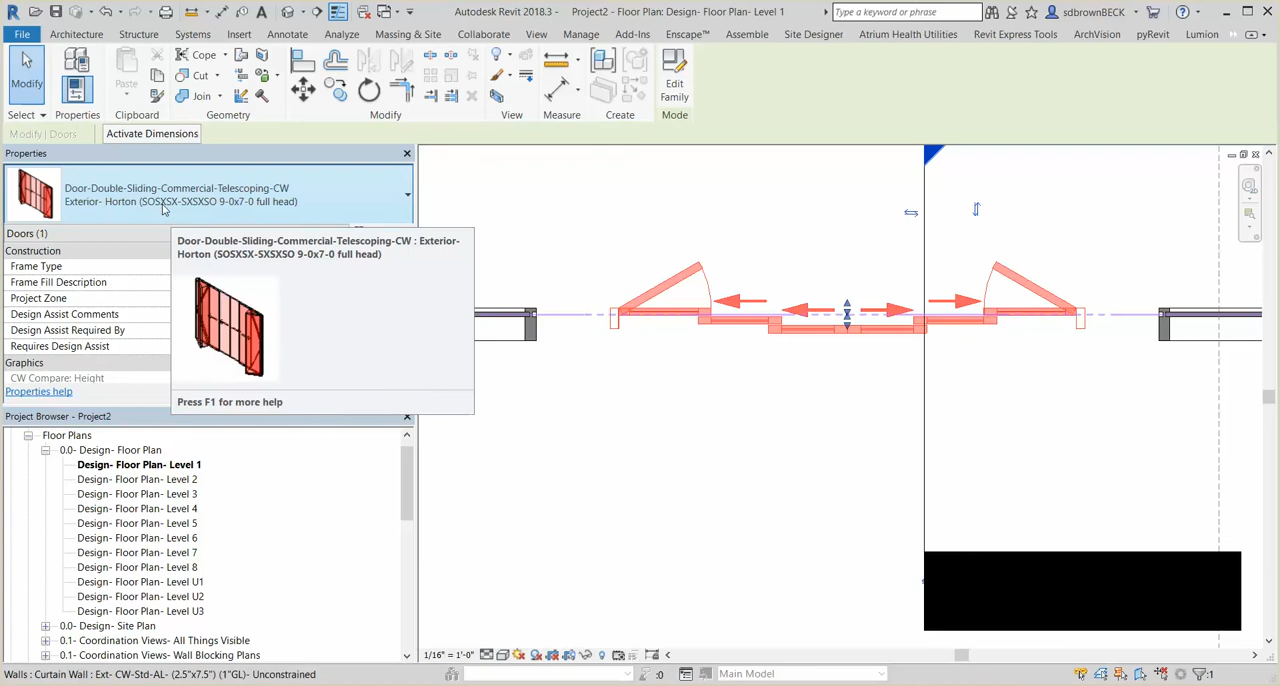 Autodesk Revit 2018.3 - Project2 - Floor Plan: Design- Floor Plan- Level 1
Type a keyword or phrase
sdbrownBECK
File Architecture Structure Systems Insert Annotate Analyze Massing & Site Collaborate View Manage Add-Ins Enscape™ Assemble Site Designer Atrium Health Utilities Revit Express Tools ArchVision pyRevit Lumion
Modify
Paste
Cope
Cut
Join
Edit
Family
Select Properties Clipboard Geometry Modify View Measure Create Mode
Modify | Doors Activate Dimensions
Properties
Door-Double-Sliding-Commercial-Telescoping-CW
Exterior- Horton (SOSXSX-SXSXSO 9-0x7-0 full head)
Doors (1)
Construction
Frame Type
Frame Fill Description
Project Zone
Design Assist Comments
Design Assist Required By
Requires Design Assist
Graphics
CW Compare: Height
Properties help
Door-Double-Sliding-Commercial-Telescoping-CW : Exterior-
Horton (SOSXSX-SXSXSO 9-0x7-0 full head)
Press F1 for more help
Project Browser - Project2
Floor Plans
0.0- Design- Floor Plan
Design- Floor Plan- Level 1
Design- Floor Plan- Level 2
Design- Floor Plan- Level 3
Design- Floor Plan- Level 4
Design- Floor Plan- Level 5
Design- Floor Plan- Level 6
Design- Floor Plan- Level 7
Design- Floor Plan- Level 8
Design- Floor Plan- Level U1
Design- Floor Plan- Level U2
Design- Floor Plan- Level U3
0.0- Design- Site Plan
0.1- Coordination Views- All Things Visible
0.1- Coordination Views- Wall Blocking Plans
1/16" = 1'-0"
Walls : Curtain Wall : Ext- CW-Std-AL- (2.5"x7.5") (1"GL)- Unconstrained
:0
Main Model
:1